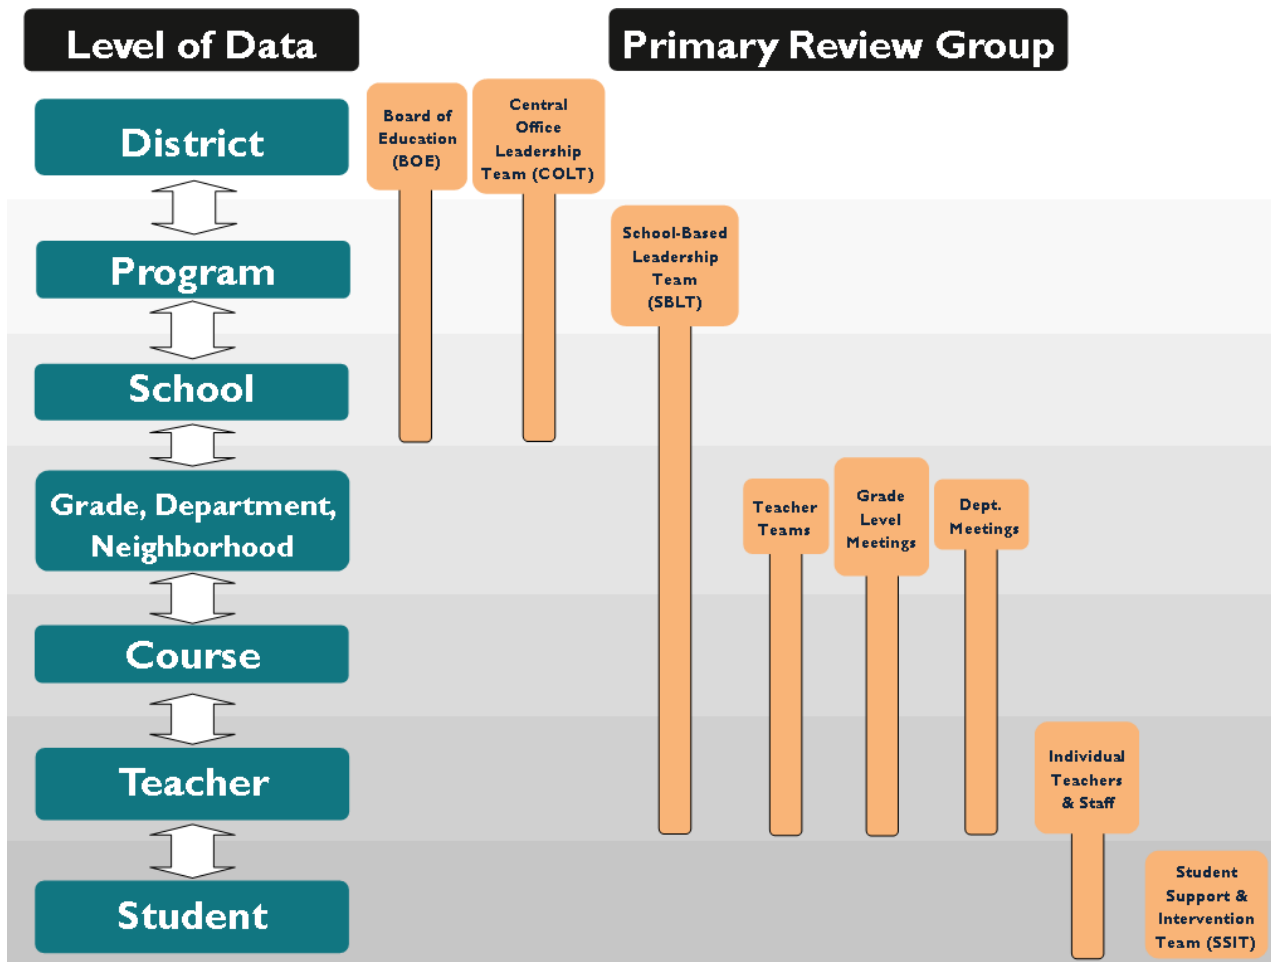 Level of Data
Primary Review Group
District
Board of
Education
(BOE)
Central
Office
Leadership
Team (COLT)
Program
School-Based
Leadership
Team
(SBLT)
School
Grade, Department,
Neighborhood
Teacher
Teams
Grade
Level
Meetings
Dept.
Meetings
Course
Teacher
Individual
Teachers
& Staff
Student
Student
Support &
Intervention
Team (SSIT)